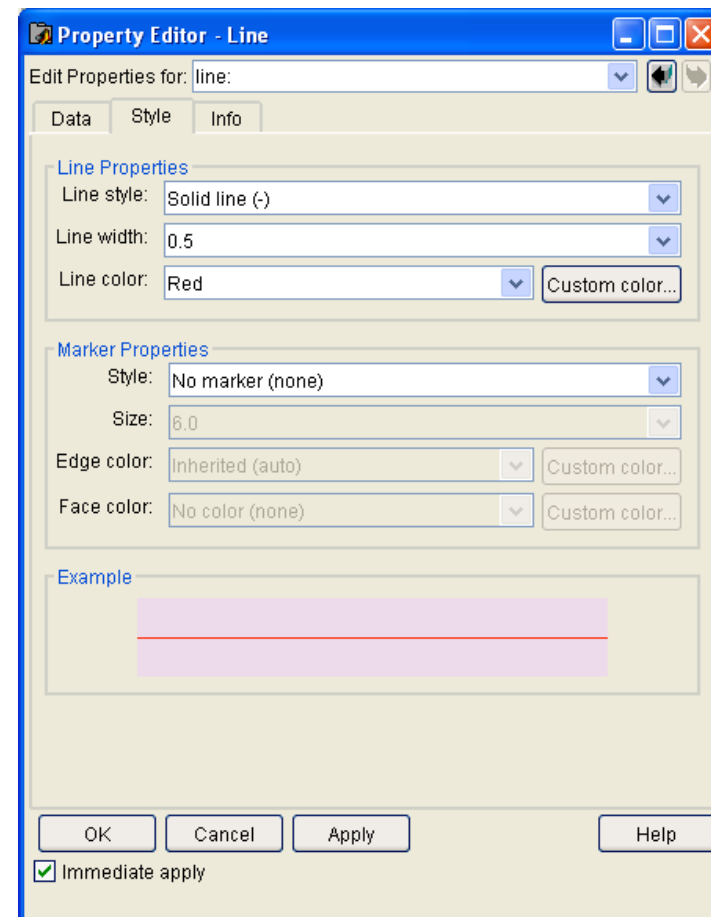 Property Editor - Line
Edit Properties for: line:
Data Style Info
Line Properties
Line style: Solid line (-)
Line width: 0.5
Line color: Red Custom color...
Marker Properties
Style: No marker (none)
Size: 6.0
Edge color: Inherited (auto) Custom color...
Face color: No color (none) Custom color...
Example
OK Cancel Apply Help
Immediate apply